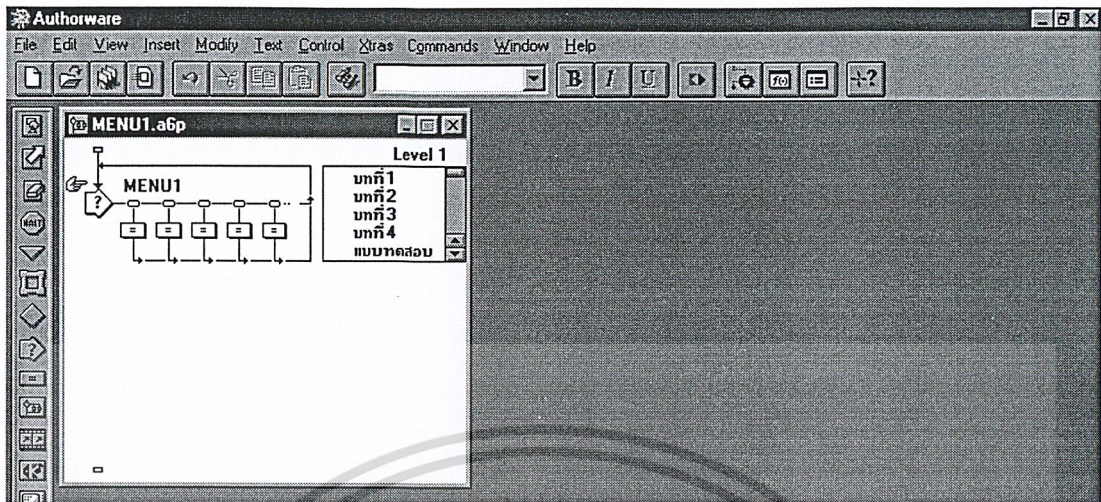 Authorware
File Edit View Insert Modify Text Control Xtras Commands Window Help
B I U
MENU1.a6p
Level 1
MENU1
บทที่1
บทที่2
บทที่3
บทที่4
แบบทดสอบ
WAIT